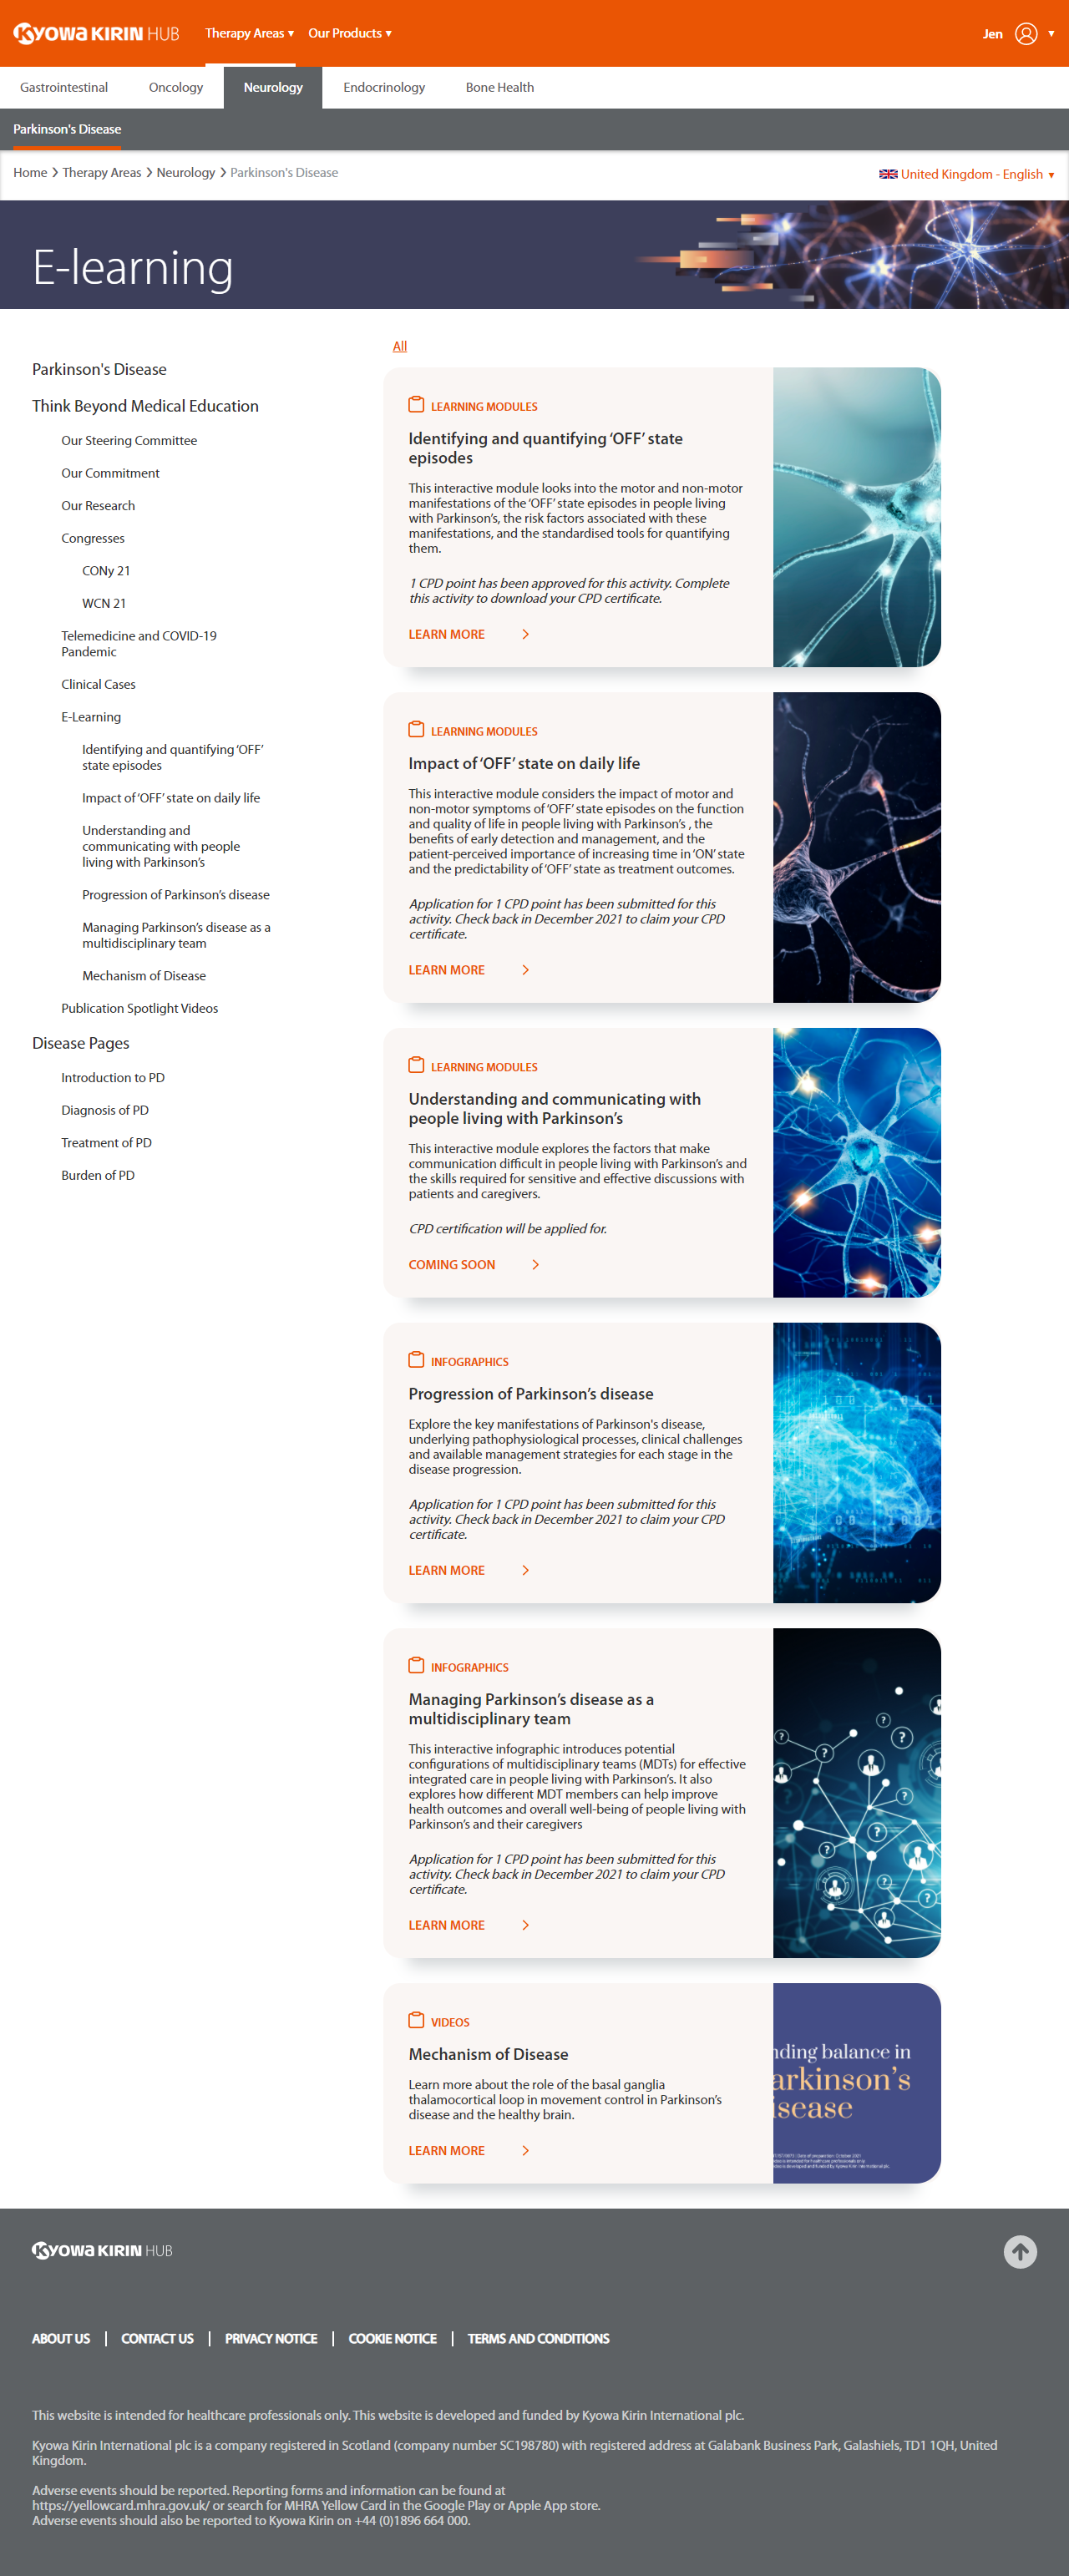 KYOWA KIRIN HUB
Therapy Areas ▾
Our Products ▾
Jen
Gastrointestinal
Oncology
Neurology
Endocrinology
Bone Health
Parkinson's Disease
Home > Therapy Areas > Neurology > Parkinson's Disease
United Kingdom - English ▾
E-learning
Parkinson's Disease
Think Beyond Medical Education
Our Steering Committee
Our Commitment
Our Research
Congresses
CONy 21
WCN 21
Telemedicine and COVID-19
Pandemic
Clinical Cases
E-Learning
Identifying and quantifying ‘OFF’
state episodes
Impact of ‘OFF’ state on daily life
Understanding and
communicating with people
living with Parkinson’s
Progression of Parkinson’s disease
Managing Parkinson’s disease as a
multidisciplinary team
Mechanism of Disease
Publication Spotlight Videos
Disease Pages
Introduction to PD
Diagnosis of PD
Treatment of PD
Burden of PD
All
LEARNING MODULES
Identifying and quantifying ‘OFF’ state
episodes
This interactive module looks into the motor and non-motor
manifestations of the ‘OFF’ state episodes in people living
with Parkinson’s, the risk factors associated with these
manifestations, and the standardised tools for quantifying
them.
1 CPD point has been approved for this activity. Complete
this activity to download your CPD certificate.
LEARN MORE
LEARNING MODULES
Impact of ‘OFF’ state on daily life
This interactive module considers the impact of motor and
non-motor symptoms of ‘OFF’ state episodes on the function
and quality of life in people living with Parkinson’s , the
benefits of early detection and management, and the
patient-perceived importance of increasing time in ‘ON’ state
and the predictability of ‘OFF’ state as treatment outcomes.
Application for 1 CPD point has been submitted for this
activity. Check back in December 2021 to claim your CPD
certificate.
LEARN MORE
LEARNING MODULES
Understanding and communicating with
people living with Parkinson’s
This interactive module explores the factors that make
communication difficult in people living with Parkinson’s and
the skills required for sensitive and effective discussions with
patients and caregivers.
CPD certification will be applied for.
COMING SOON
INFOGRAPHICS
Progression of Parkinson’s disease
Explore the key manifestations of Parkinson's disease,
underlying pathophysiological processes, clinical challenges
and available management strategies for each stage in the
disease progression.
Application for 1 CPD point has been submitted for this
activity. Check back in December 2021 to claim your CPD
certificate.
LEARN MORE
INFOGRAPHICS
Managing Parkinson’s disease as a
multidisciplinary team
This interactive infographic introduces potential
configurations of multidisciplinary teams (MDTs) for effective
integrated care in people living with Parkinson’s. It also
explores how different MDT members can help improve
health outcomes and overall well-being of people living with
Parkinson’s and their caregivers
Application for 1 CPD point has been submitted for this
activity. Check back in December 2021 to claim your CPD
certificate.
LEARN MORE
VIDEOS
Mechanism of Disease
Learn more about the role of the basal ganglia
thalamocortical loop in movement control in Parkinson’s
disease and the healthy brain.
LEARN MORE
nding balance in
arkinson’s
isease
KYOWA KIRIN HUB
ABOUT US | CONTACT US | PRIVACY NOTICE | COOKIE NOTICE | TERMS AND CONDITIONS
This website is intended for healthcare professionals only. This website is developed and funded by Kyowa Kirin International plc.
Kyowa Kirin International plc is a company registered in Scotland (company number SC198780) with registered address at Galabank Business Park, Galashiels, TD1 1QH, United
Kingdom.
Adverse events should be reported. Reporting forms and information can be found at
https://yellowcard.mhra.gov.uk/ or search for MHRA Yellow Card in the Google Play or Apple App store.
Adverse events should also be reported to Kyowa Kirin on +44 (0)1896 664 000.